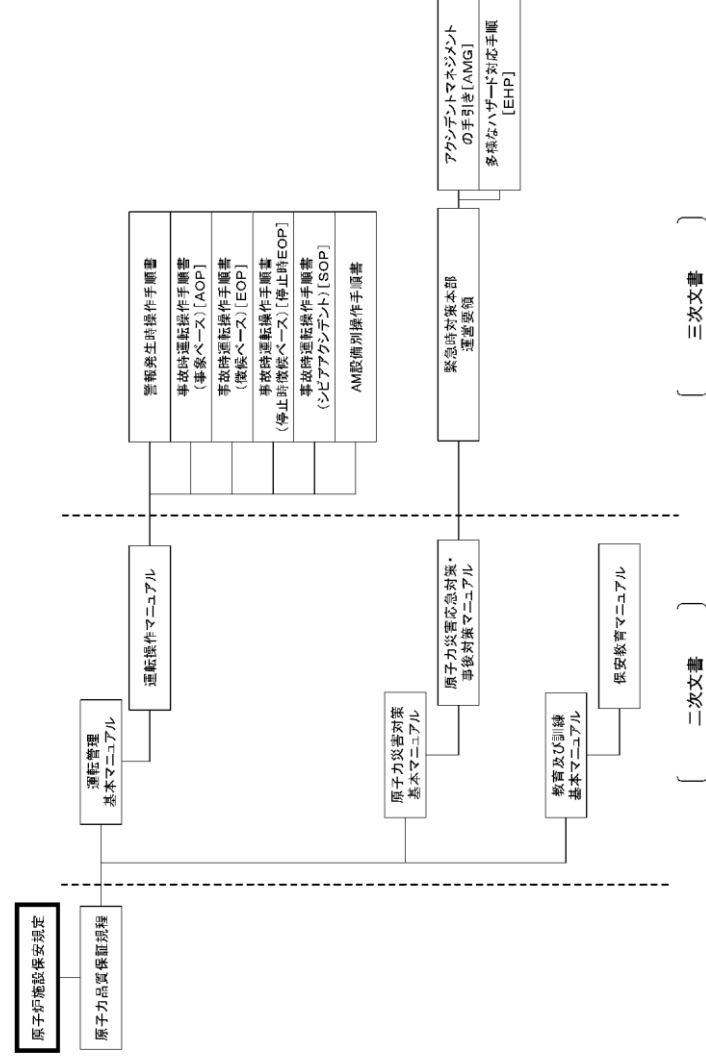 原子炉施設保安規定
原子力品質保証規程
運転管理
基本マニュアル
運転操作マニュアル
警報発生時操作手順書
事故時運転操作手順書
(事象ベース)[AOP]
事故時運転操作手順書
(徴候ベース)[EOP]
事故時運転操作手順書
(停止時徴候ベース)[停止時EOP]
事故時運転操作手順書
(シビアアクシデント)[SOP]
AM設備別操作手順書
原子力災害対策
基本マニュアル
原子力災害応急対策・
事後対策マニュアル
緊急時対策本部
運営要領
アクシデントマネジメント
の手引き[AMG]
多様なハザード対応手順
[EHP]
教育及び訓練
基本マニュアル
保安教育マニュアル
二次文書
三次文書